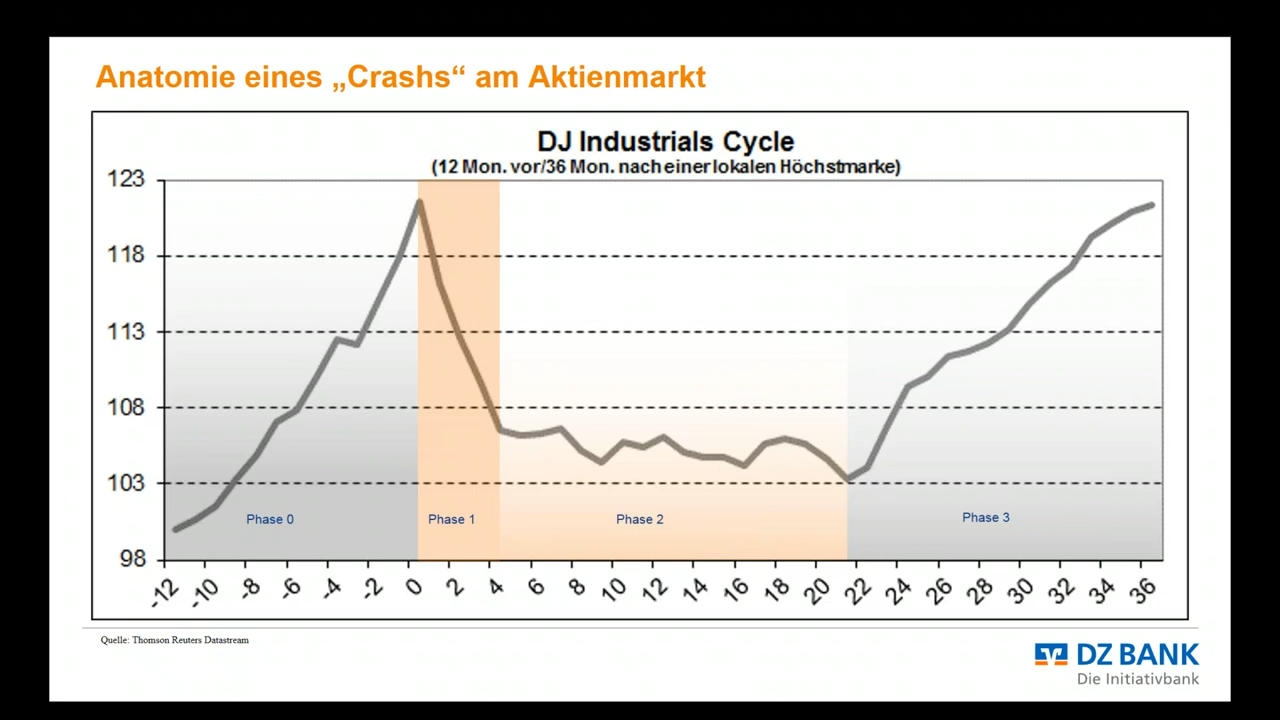 Anatomie eines „Crashs“ am Aktienmarkt
DJ Industrials Cycle
(12 Mon. vor/36 Mon. nach einer lokalen Höchstmarke)
123
118
113
108
103
98
Phase 0
Phase 1
Phase 2
Phase 3
-12 -10 -8 -6 -4 -2 0 2 4 6 8 10 12 14 16 18 20 22 24 26 28 30 32 34 36
Quelle: Thomson Reuters Datastream
DZ BANK
Die Initiativbank